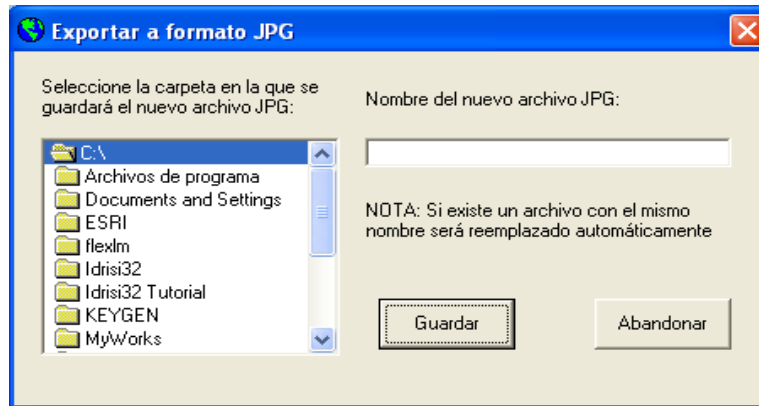 Exportar a formato JPG
Seleccione la carpeta en la que se
guardará el nuevo archivo JPG:
C:\
Archivos de programa
Documents and Settings
ESRI
flexlm
Idrisi32
Idrisi32 Tutorial
KEYGEN
MyWorks
Nombre del nuevo archivo JPG:
NOTA: Si existe un archivo con el mismo
nombre será reemplazado automáticamente
Guardar
Abandonar